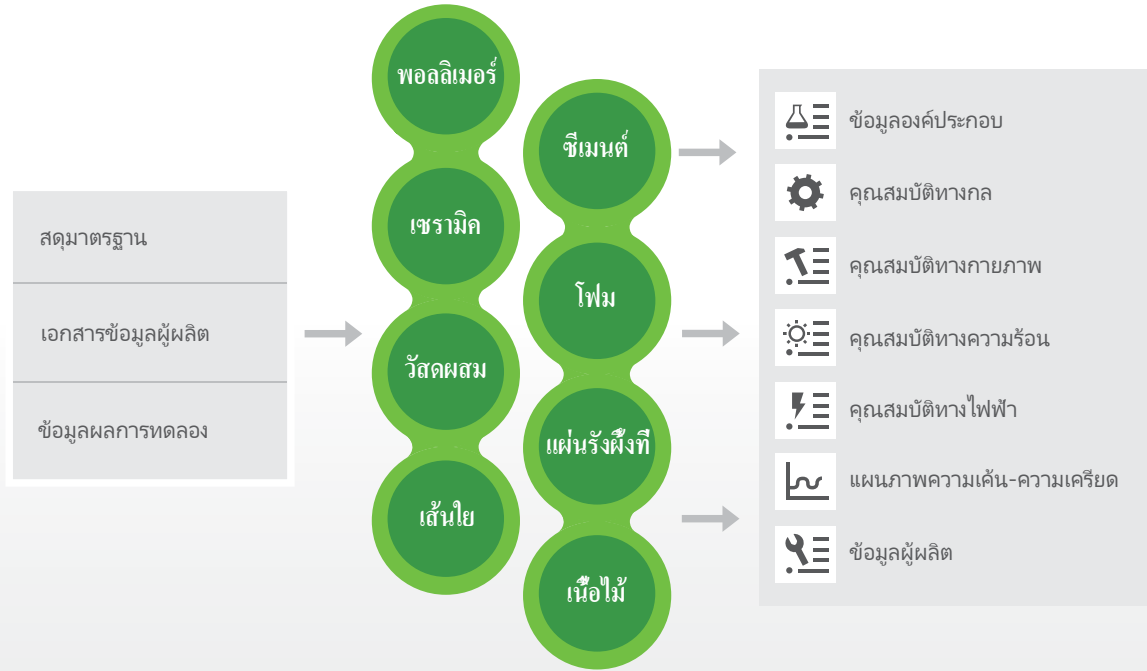 สดุมาตรฐาน
เอกสารข้อมูลผู้ผลิต
ข้อมูลผลการทดลอง
พอลลิเมอร์
เซรามิค
วัสดผสม
เส้นใย
ซีเมนต์
โฟม
แผ่นรังผึ้งที่
เนื้อไม้
ข้อมูลองค์ประกอบ
คุณสมบัติทางกล
คุณสมบัติทางกายภาพ
คุณสมบัติทางความร้อน
คุณสมบัติทางไฟฟ้า
แผนภาพความเค้น-ความเครียด
ข้อมูลผู้ผลิต